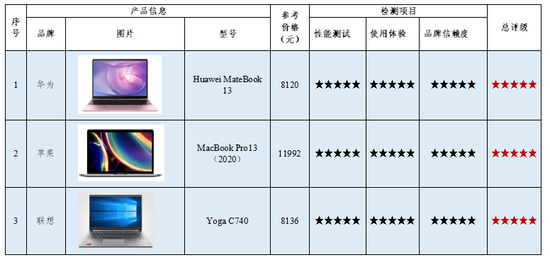 序号
产品信息
参考价格（元）
检测项目
总评级
品牌
图片
型号
性能测试
使用体验
品牌信赖度
1
华为
Huawei MateBook
13
8120
★★★★★
★★★★★
★★★★★
★★★★★
2
苹果
MacBook Pro13
（2020）
11992
★★★★★
★★★★★
★★★★★
★★★★★
3
联想
Yoga C740
8136
★★★★★
★★★★★
★★★★★
★★★★★